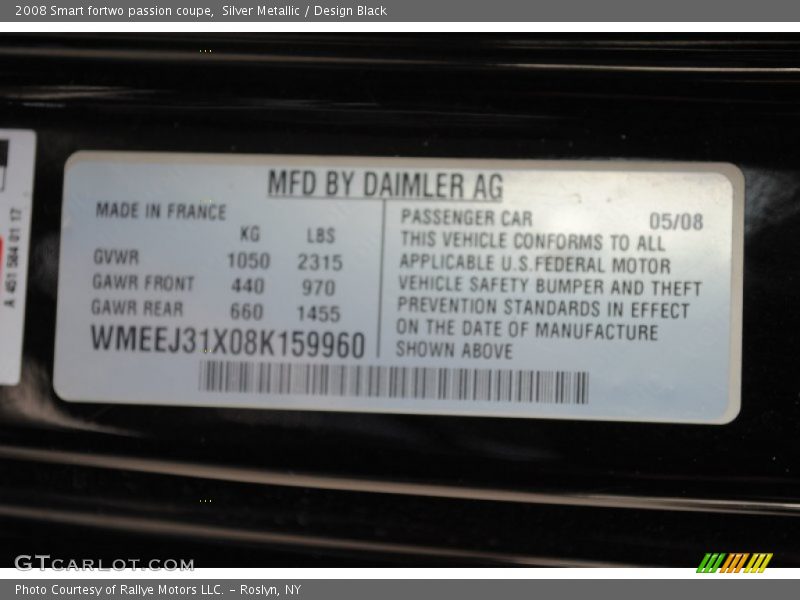 2008 Smart fortwo passion coupe,  Silver Metallic / Design Black
A 451 584 01 17
MFD BY DAIMLER AG
MADE IN FRANCE
KG LBS
GVWR 1050 2315
GAWR FRONT 440 970
GAWR REAR 660 1455
WMEEJ31X08K159960
PASSENGER CAR 05/08
THIS VEHICLE CONFORMS TO ALL
APPLICABLE U.S.FEDERAL MOTOR
VEHICLE SAFETY BUMPER AND THEFT
PREVENTION STANDARDS IN EFFECT
ON THE DATE OF MANUFACTURE
SHOWN ABOVE
GTCARLOT.COM
Photo Courtesy of Rallye Motors LLC. – Roslyn, NY